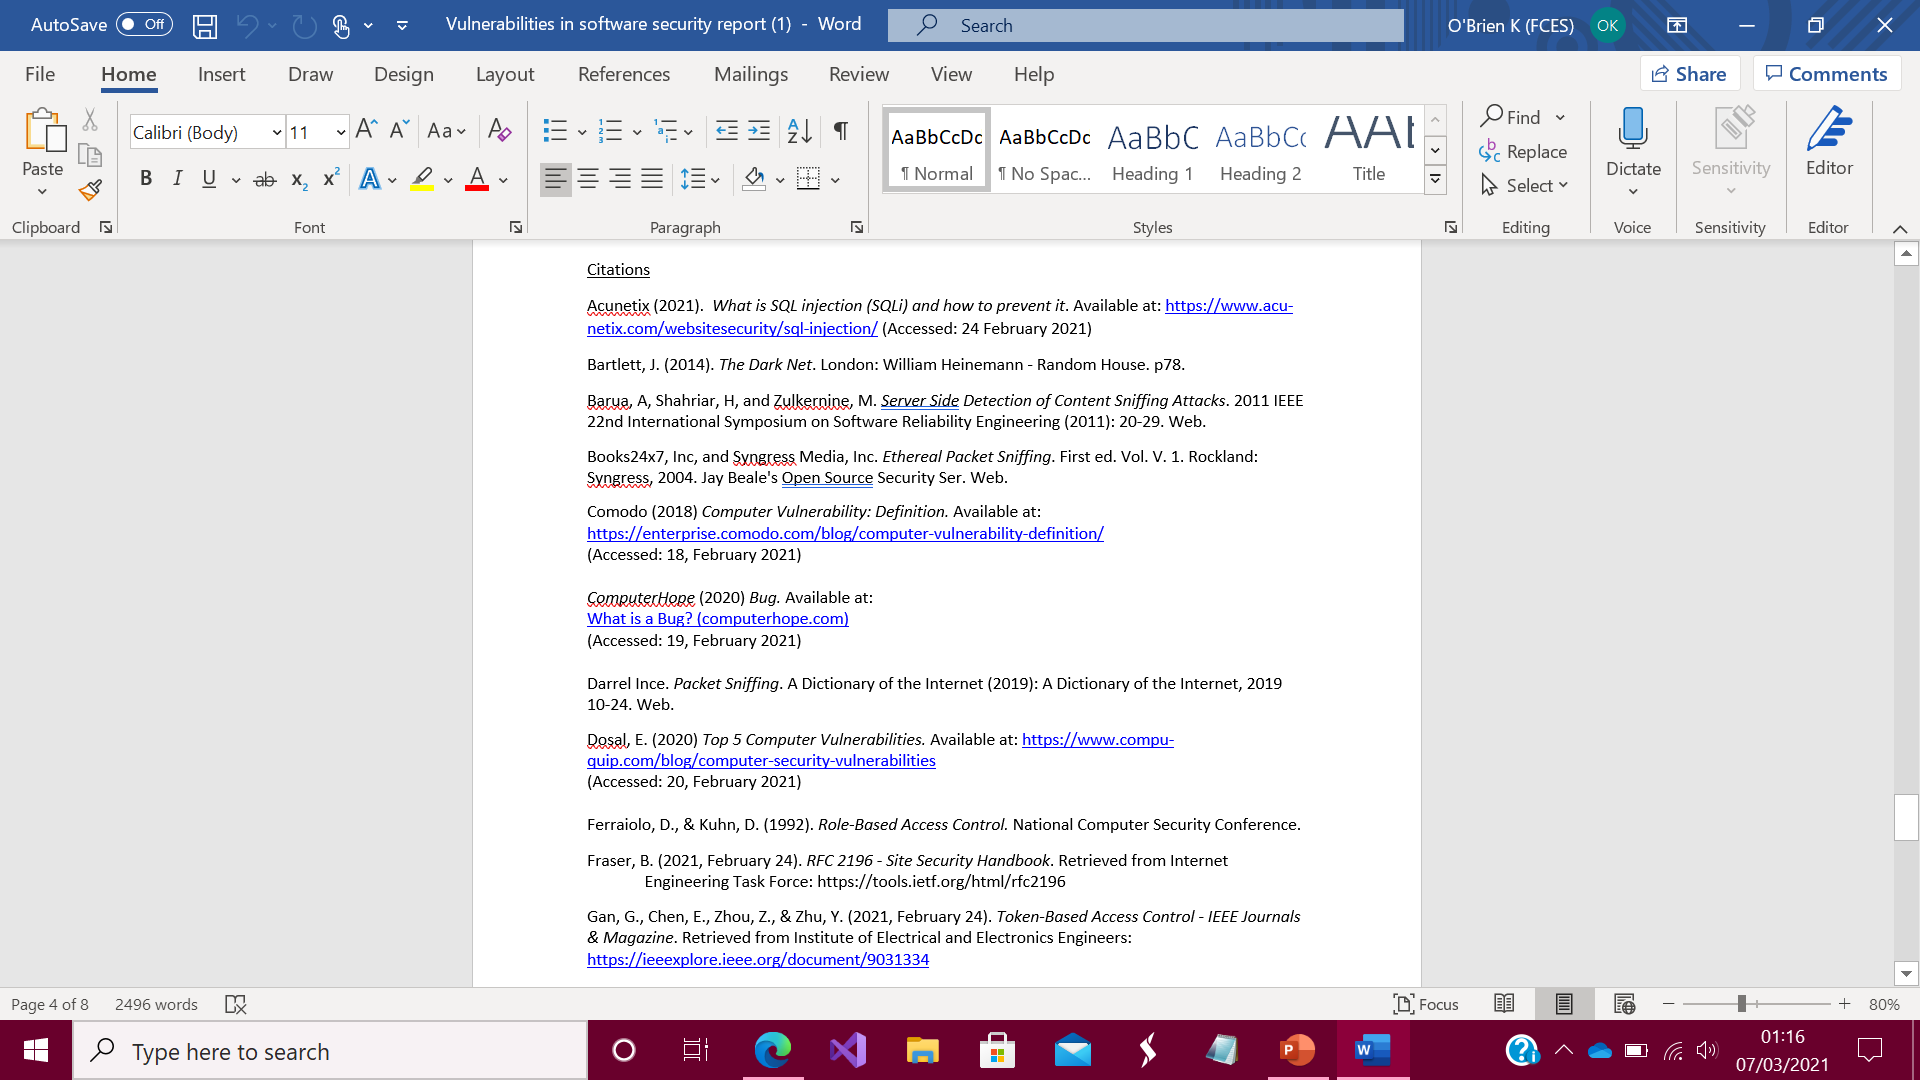 AutoSave Off Vulnerabilities in software security report (1) - Word Search O'Brien K (FCES) OK
File Home Insert Draw Design Layout References Mailings Review View Help Share Comments
Paste
Calibri (Body) 11 Aa
B I U ab x₂ x² A A
AaBbCcDc AaBbCcDc AaBbC AaBbCc AAb
¶ Normal ¶ No Spac... Heading 1 Heading 2 Title
Find
Replace
Select
Dictate Sensitivity Editor
Clipboard Font Paragraph Styles Editing Voice Sensitivity Editor
Citations
Acunetix (2021).  What is SQL injection (SQLi) and how to prevent it. Available at: https://www.acu-
netix.com/websitesecurity/sql-injection/ (Accessed: 24 February 2021)
Bartlett, J. (2014). The Dark Net. London: William Heinemann - Random House. p78.
Barua, A, Shahriar, H, and Zulkernine, M. Server Side Detection of Content Sniffing Attacks. 2011 IEEE
22nd International Symposium on Software Reliability Engineering (2011): 20-29. Web.
Books24x7, Inc, and Syngress Media, Inc. Ethereal Packet Sniffing. First ed. Vol. V. 1. Rockland:
Syngress, 2004. Jay Beale's Open Source Security Ser. Web.
Comodo (2018) Computer Vulnerability: Definition. Available at:
https://enterprise.comodo.com/blog/computer-vulnerability-definition/
(Accessed: 18, February 2021)
ComputerHope (2020) Bug. Available at:
What is a Bug? (computerhope.com)
(Accessed: 19, February 2021)
Darrel Ince. Packet Sniffing. A Dictionary of the Internet (2019): A Dictionary of the Internet, 2019
10-24. Web.
Dosal, E. (2020) Top 5 Computer Vulnerabilities. Available at: https://www.compu-
quip.com/blog/computer-security-vulnerabilities
(Accessed: 20, February 2021)
Ferraiolo, D., & Kuhn, D. (1992). Role-Based Access Control. National Computer Security Conference.
Fraser, B. (2021, February 24). RFC 2196 - Site Security Handbook. Retrieved from Internet
Engineering Task Force: https://tools.ietf.org/html/rfc2196
Gan, G., Chen, E., Zhou, Z., & Zhu, Y. (2021, February 24). Token-Based Access Control - IEEE Journals
& Magazine. Retrieved from Institute of Electrical and Electronics Engineers:
https://ieeexplore.ieee.org/document/9031334
Page 4 of 8 2496 words Focus 80%
Type here to search 01:16
07/03/2021